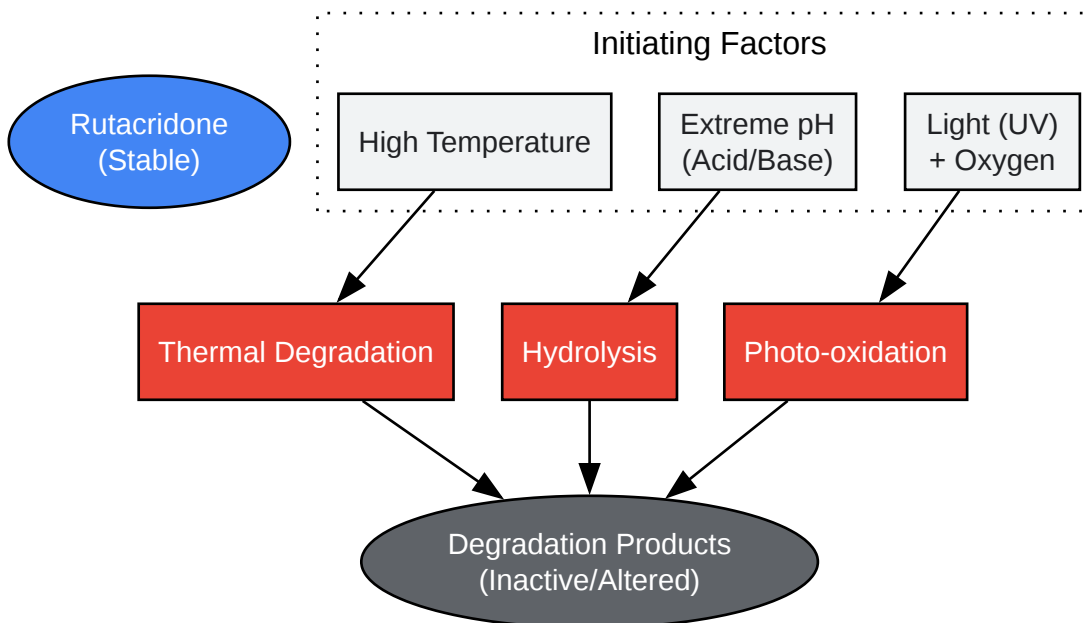 Initiating Factors
Rutacridone
(Stable)
High Temperature
Extreme pH
(Acid/Base)
Light (UV)
+ Oxygen
Thermal Degradation
Hydrolysis
Photo-oxidation
Degradation Products
(Inactive/Altered)